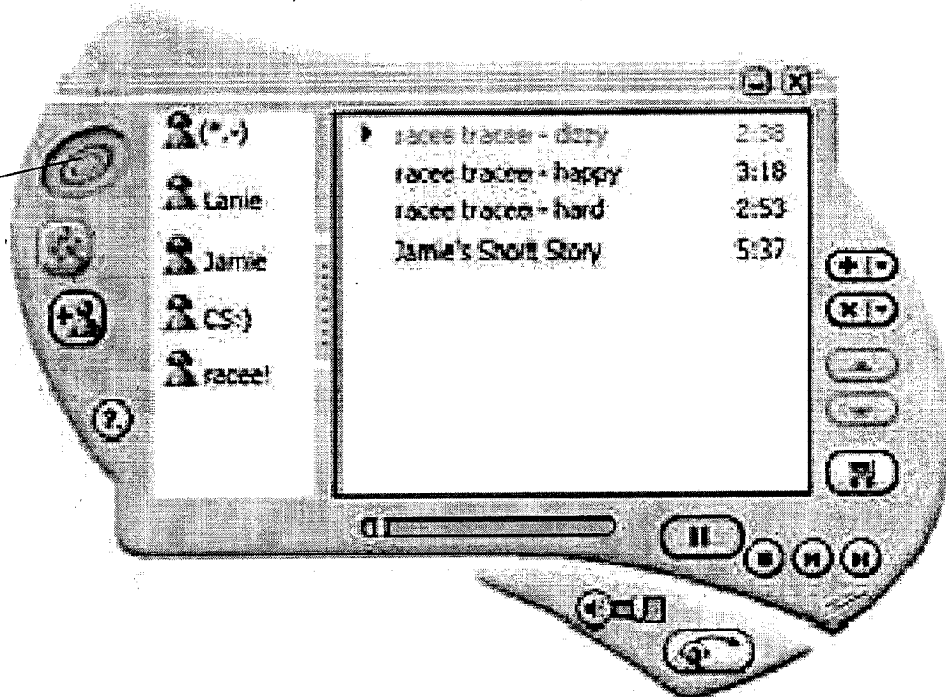 (*.-)
Lanie
Jamie
CS:)
racee!
racee tracee - dizzy 2:38
racee tracee - happy 3:18
racee tracee - hard 2:53
Jamie's Short Story 5:37
?